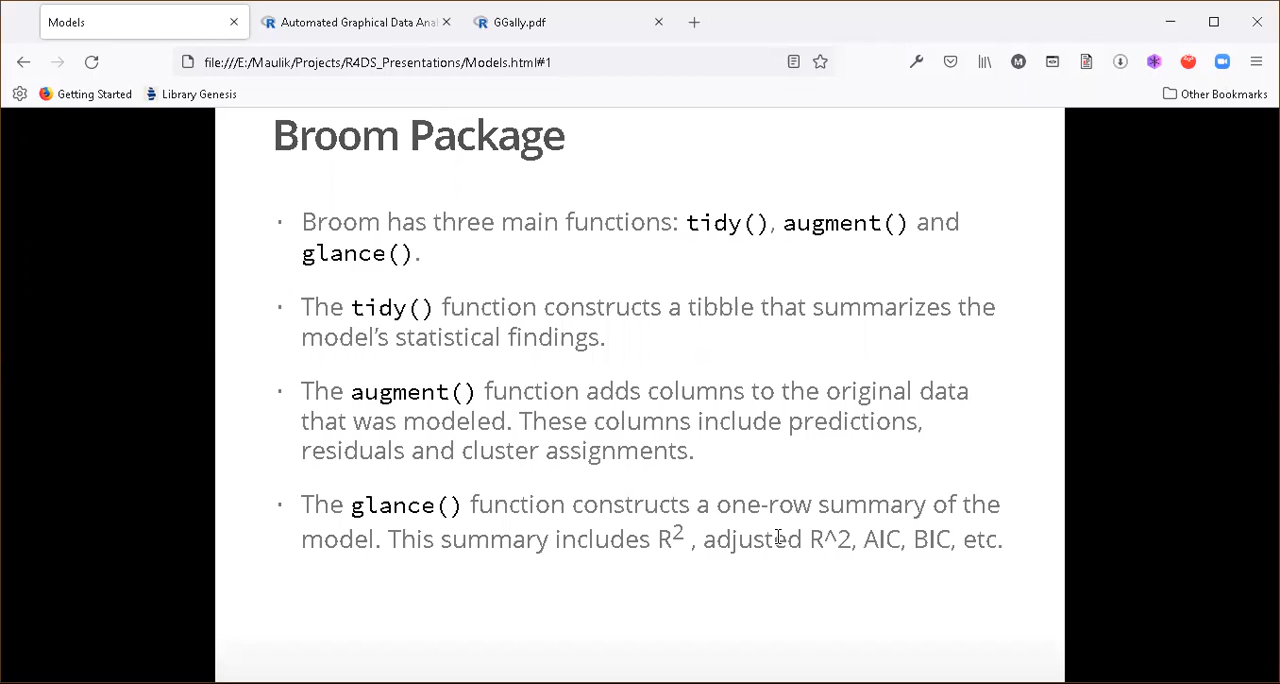 Models
Automated Graphical Data Anal
GGally.pdf
file:///E:/Maulik/Projects/R4DS_Presentations/Models.html#1
Getting Started
Library Genesis
Other Bookmarks
Broom Package
· Broom has three main functions: tidy(), augment() and
glance().
· The tidy() function constructs a tibble that summarizes the
model’s statistical findings.
· The augment() function adds columns to the original data
that was modeled. These columns include predictions,
residuals and cluster assignments.
· The glance() function constructs a one-row summary of the
model. This summary includes R² , adjusted R^2, AIC, BIC, etc.